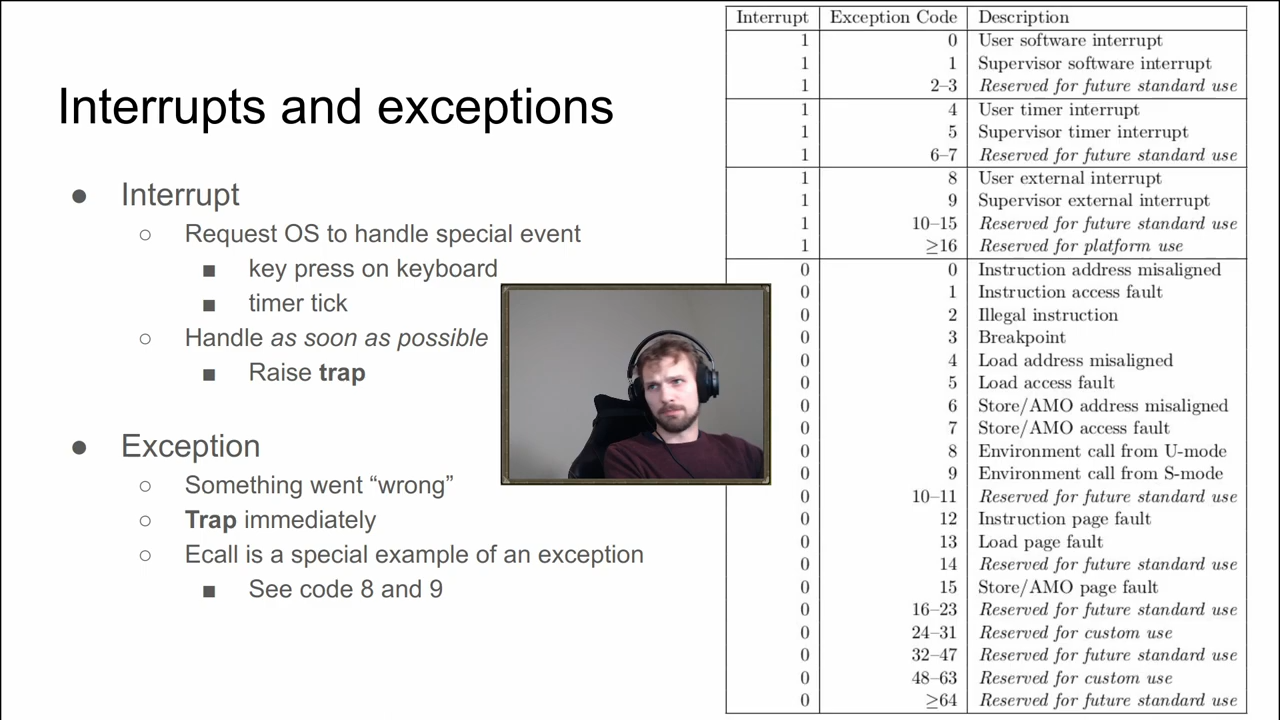 Interrupts and exceptions
● Interrupt
○ Request OS to handle special event
■ key press on keyboard
■ timer tick
○ Handle as soon as possible
■ Raise trap
● Exception
○ Something went “wrong”
○ Trap immediately
○ Ecall is a special example of an exception
■ See code 8 and 9
Interrupt Exception Code Description
1 0 User software interrupt
1 1 Supervisor software interrupt
1 2–3 Reserved for future standard use
1 4 User timer interrupt
1 5 Supervisor timer interrupt
1 6–7 Reserved for future standard use
1 8 User external interrupt
1 9 Supervisor external interrupt
1 10–15 Reserved for future standard use
1 ≥16 Reserved for platform use
0 0 Instruction address misaligned
0 1 Instruction access fault
0 2 Illegal instruction
0 3 Breakpoint
0 4 Load address misaligned
0 5 Load access fault
0 6 Store/AMO address misaligned
0 7 Store/AMO access fault
0 8 Environment call from U-mode
0 9 Environment call from S-mode
0 10–11 Reserved for future standard use
0 12 Instruction page fault
0 13 Load page fault
0 14 Reserved for future standard use
0 15 Store/AMO page fault
0 16–23 Reserved for future standard use
0 24–31 Reserved for custom use
0 32–47 Reserved for future standard use
0 48–63 Reserved for custom use
0 ≥64 Reserved for future standard use